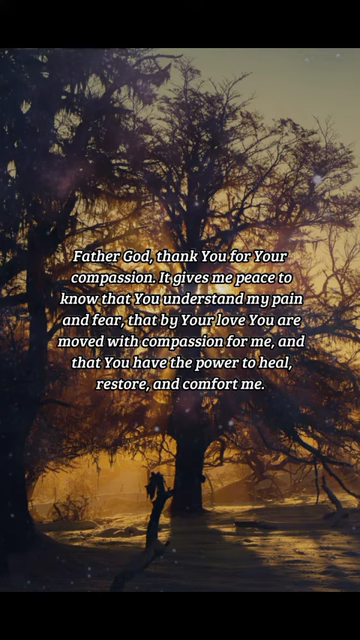 Father God, thank You for Your
compassion. It gives me peace to
know that You understand my pain
and fear, that by Your love You are
moved with compassion for me, and
that You have the power to heal,
restore, and comfort me.